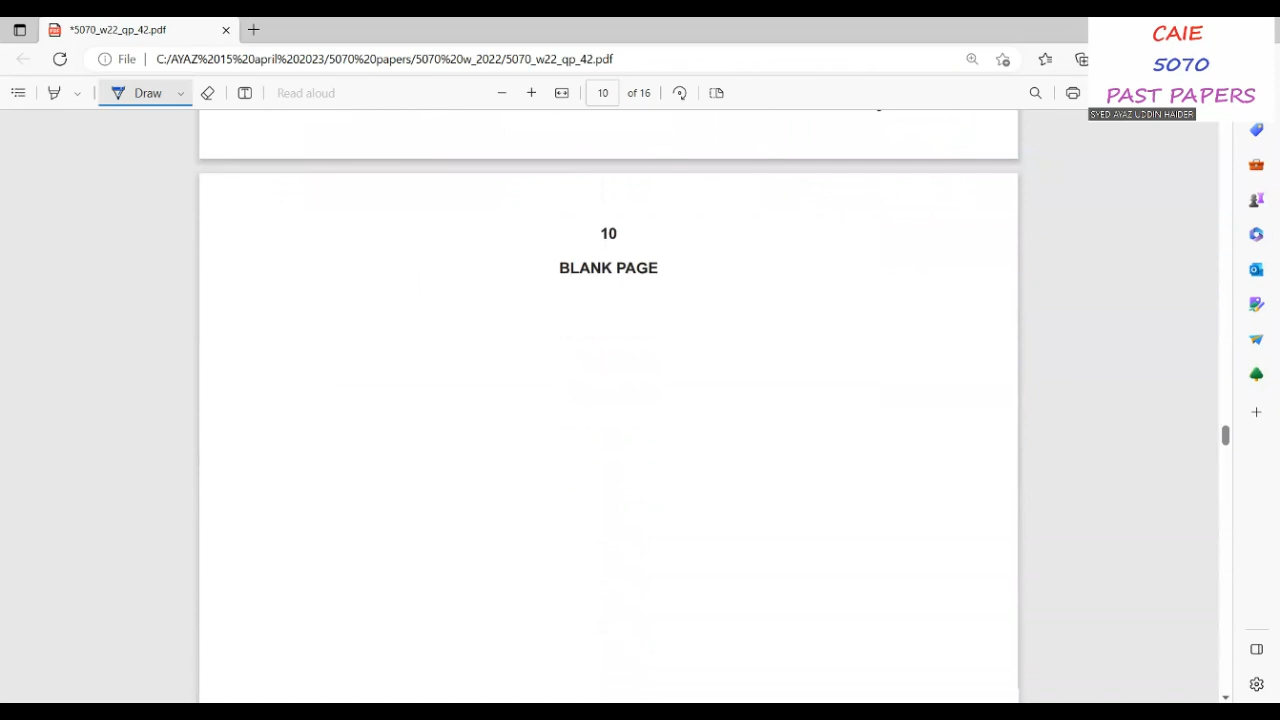 *5070_w22_qp_42.pdf
File
C:/AYAZ%2015%20april%202023/5070%20papers/5070%20w_2022/5070_w22_qp_42.pdf
CAIE
5070
PAST PAPERS
SYED AYAZ UDDIN HAIDER
Draw
Read aloud
10
of 16
10
BLANK PAGE